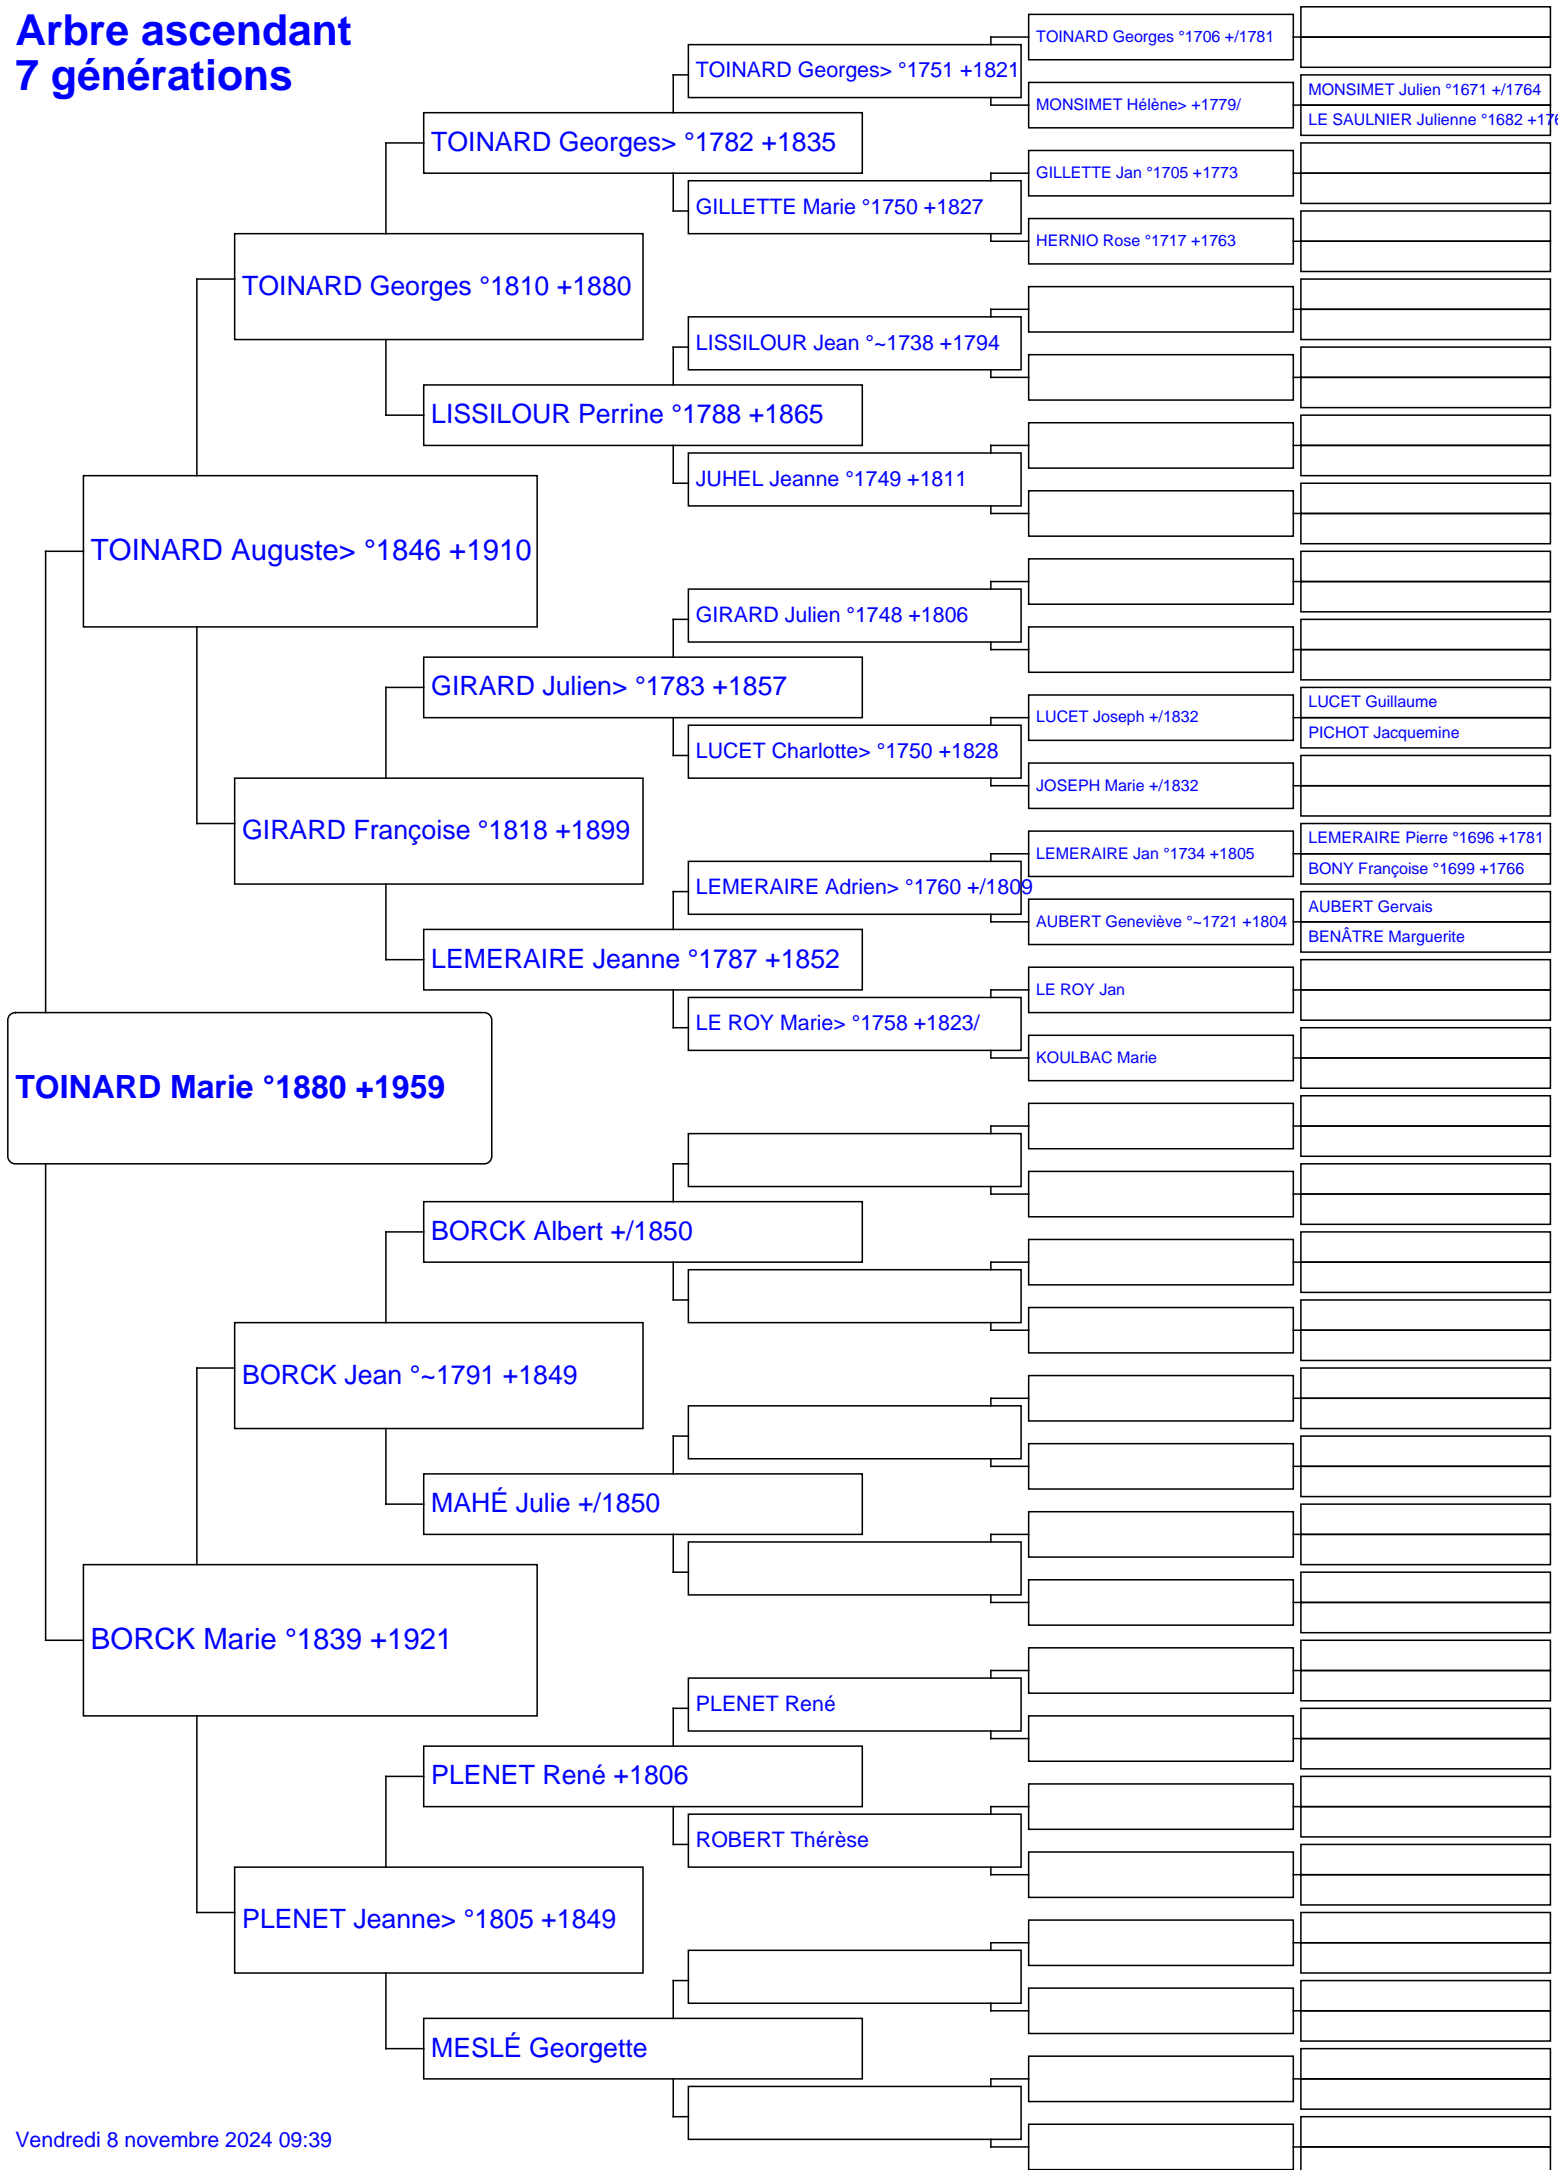 Arbre ascendant
7 générations
TOINARD Georges °1706 +/1781
TOINARD Georges> °1751 +1821
MONSIMET Julien °1671 +/1764
MONSIMET Hélène> +1779/
LE SAULNIER Julienne °1682 +176
TOINARD Georges> °1782 +1835
GILLETTE Jan °1705 +1773
GILLETTE Marie °1750 +1827
HERNIO Rose °1717 +1763
TOINARD Georges °1810 +1880
LISSILOUR Jean °~1738 +1794
LISSILOUR Perrine °1788 +1865
JUHEL Jeanne °1749 +1811
TOINARD Auguste> °1846 +1910
GIRARD Julien °1748 +1806
GIRARD Julien> °1783 +1857
LUCET Guillaume
LUCET Joseph +/1832
PICHOT Jacquemine
LUCET Charlotte> °1750 +1828
JOSEPH Marie +/1832
GIRARD Françoise °1818 +1899
LEMERAIRE Pierre °1696 +1781
LEMERAIRE Jan °1734 +1805
BONY Françoise °1699 +1766
LEMERAIRE Adrien> °1760 +/1809
AUBERT Gervais
AUBERT Geneviève °~1721 +1804
BENÂTRE Marguerite
LEMERAIRE Jeanne °1787 +1852
LE ROY Jan
LE ROY Marie> °1758 +1823/
KOULBAC Marie
TOINARD Marie °1880 +1959
BORCK Albert +/1850
BORCK Jean °~1791 +1849
MAHÉ Julie +/1850
BORCK Marie °1839 +1921
PLENET René
PLENET René +1806
ROBERT Thérèse
PLENET Jeanne> °1805 +1849
MESLÉ Georgette
Vendredi 8 novembre 2024 09:39